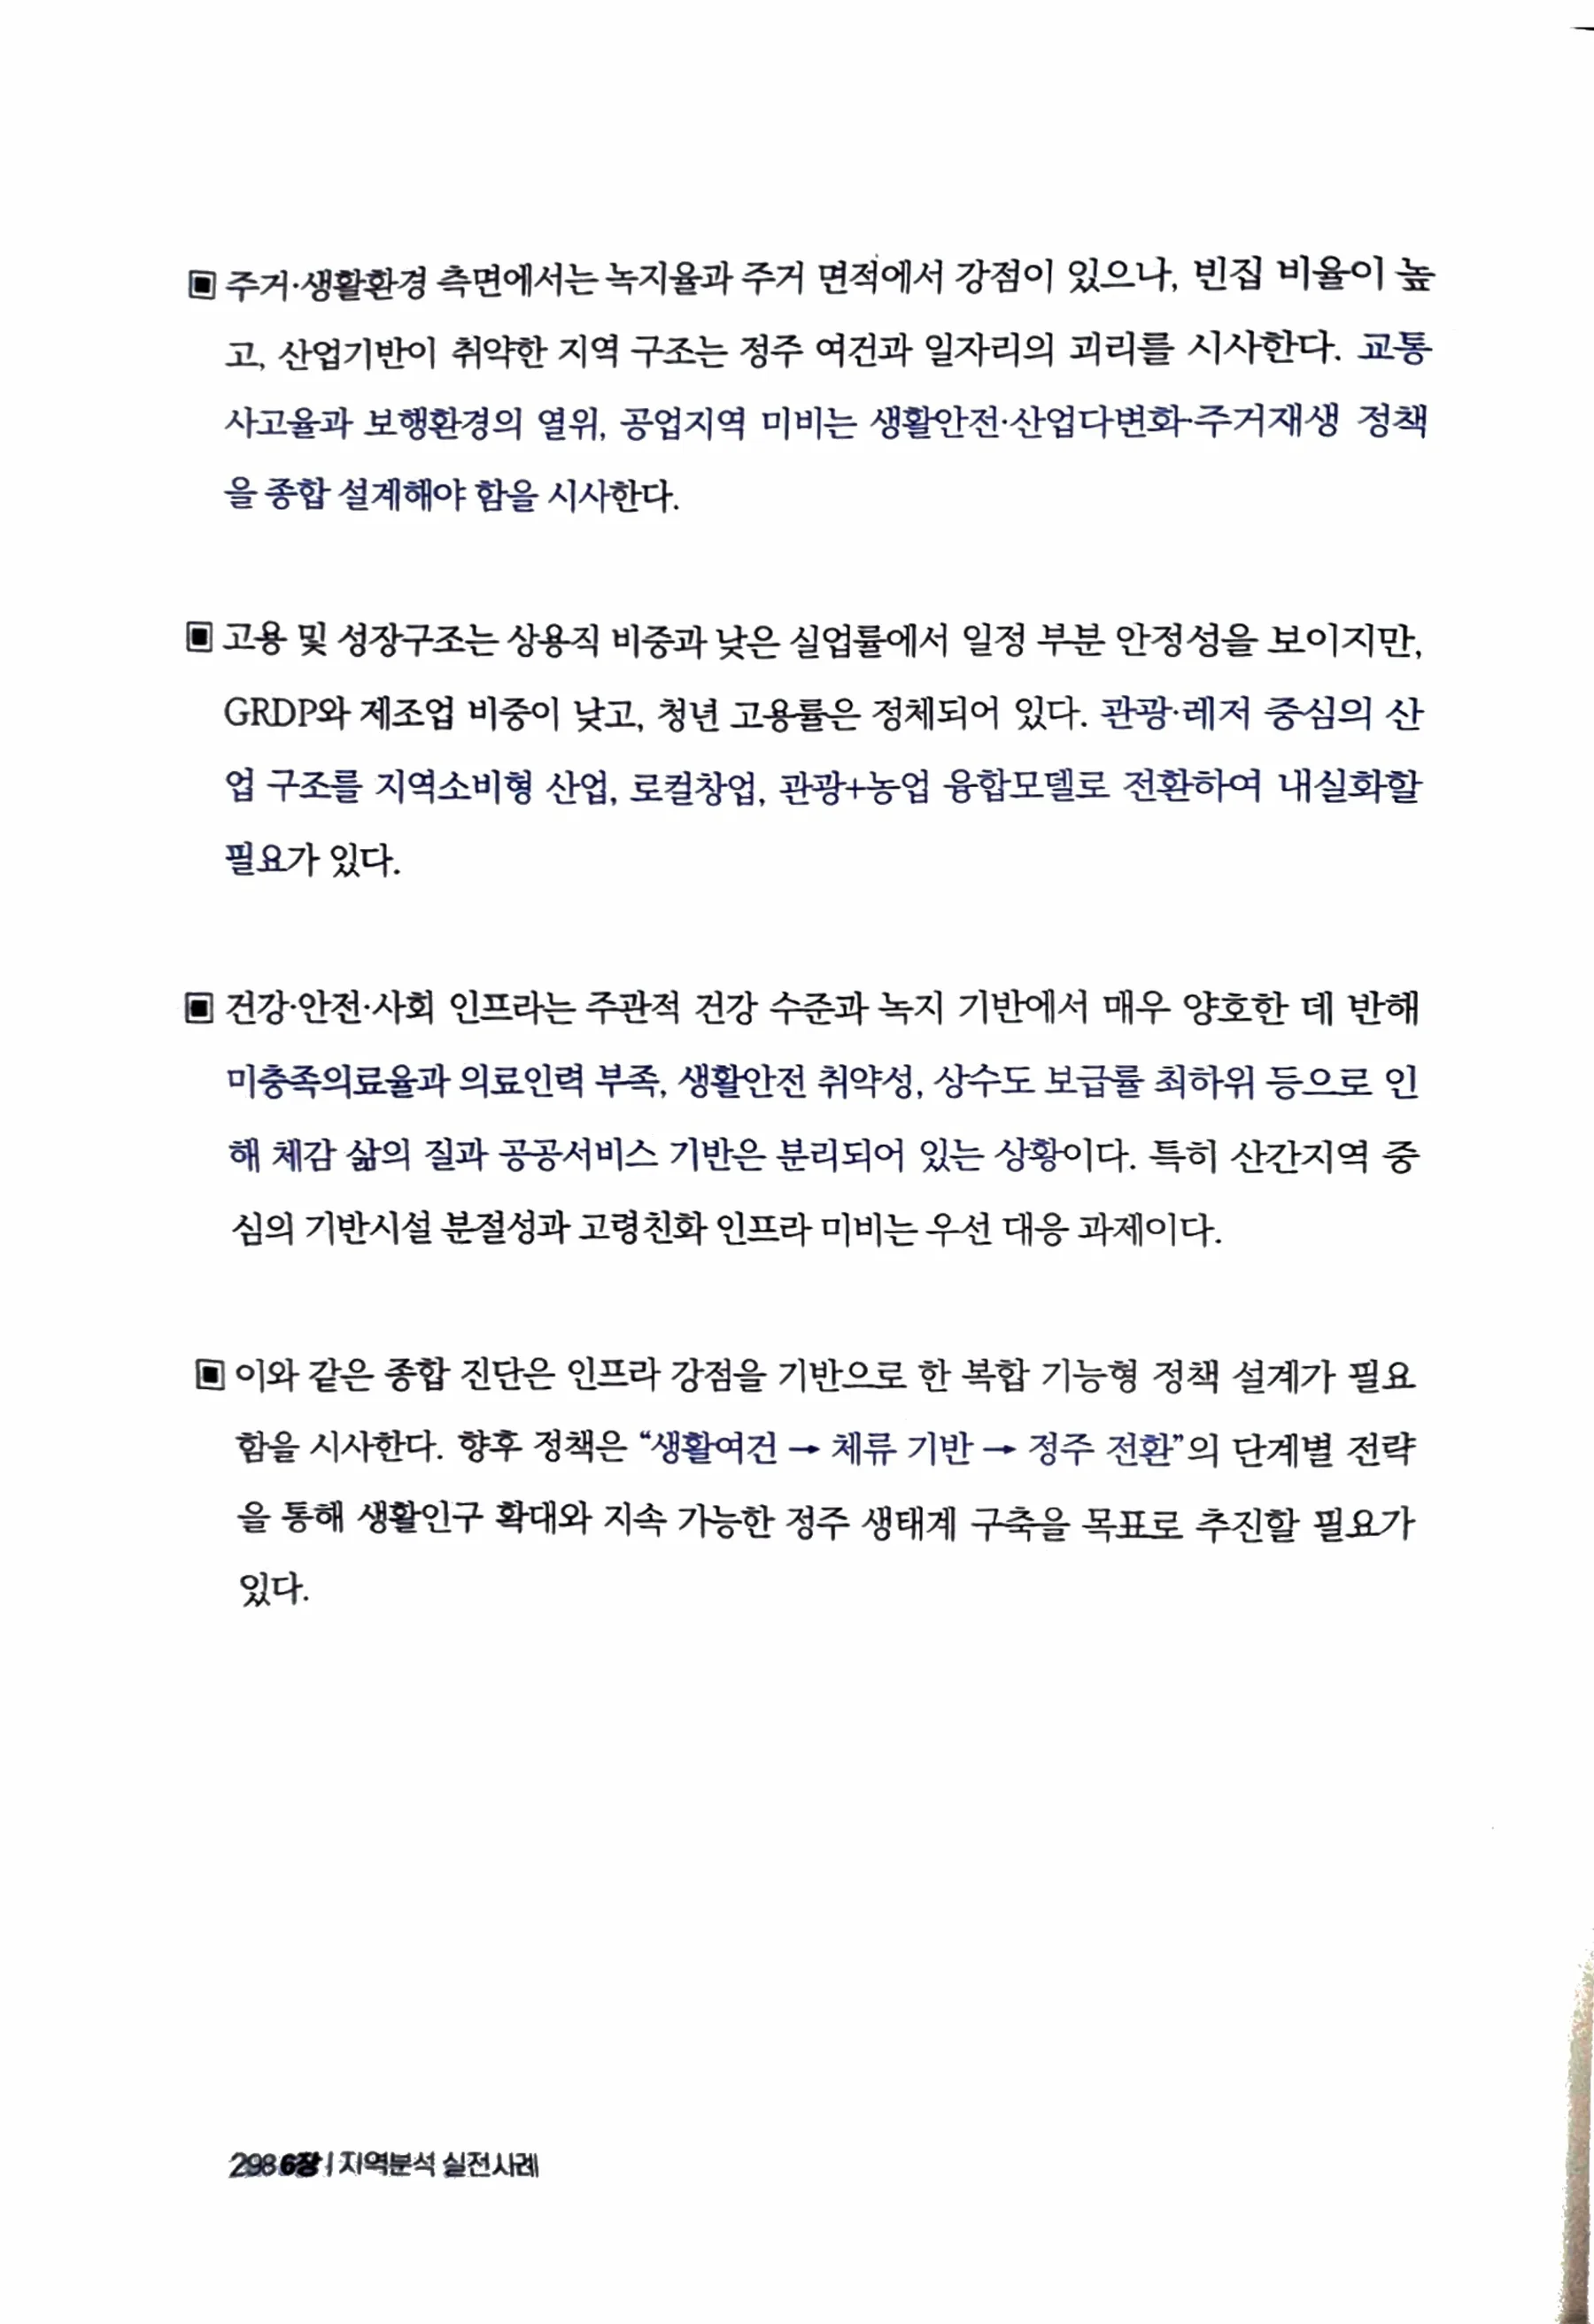 ▣ 주거·생활환경 측면에서는 녹지율과 주거 면적에서 강점이 있으나, 빈집 비율이 높
고, 산업기반이 취약한 지역 구조는 정주 여건과 일자리의 괴리를 시사한다. 교통
사고율과 보행환경의 열위, 공업지역 미비는 생활안전·산업다변화·주거재생 정책
을 종합 설계해야 함을 시사한다.
▣ 고용 및 성장구조는 상용직 비중과 낮은 실업률에서 일정 부분 안정성을 보이지만,
GRDP와 제조업 비중이 낮고, 청년 고용률은 정체되어 있다. 관광·레저 중심의 산
업 구조를 지역소비형 산업, 로컬창업, 관광+농업 융합모델로 전환하여 내실화할
필요가 있다.
▣ 건강·안전·사회 인프라는 주관적 건강 수준과 녹지 기반에서 매우 양호한 데 반해
미충족의료율과 의료인력 부족, 생활안전 취약성, 상수도 보급률 최하위 등으로 인
해 체감 삶의 질과 공공서비스 기반은 분리되어 있는 상황이다. 특히 산간지역 중
심의 기반시설 분절성과 고령친화 인프라 미비는 우선 대응 과제이다.
▣ 이와 같은 종합 진단은 인프라 강점을 기반으로 한 복합 기능형 정책 설계가 필요
함을 시사한다. 향후 정책은 “생활여건 → 체류 기반 → 정주 전환”의 단계별 전략
을 통해 생활인구 확대와 지속 가능한 정주 생태계 구축을 목표로 추진할 필요가
있다.
298 6장 | 지역분석 실전사례